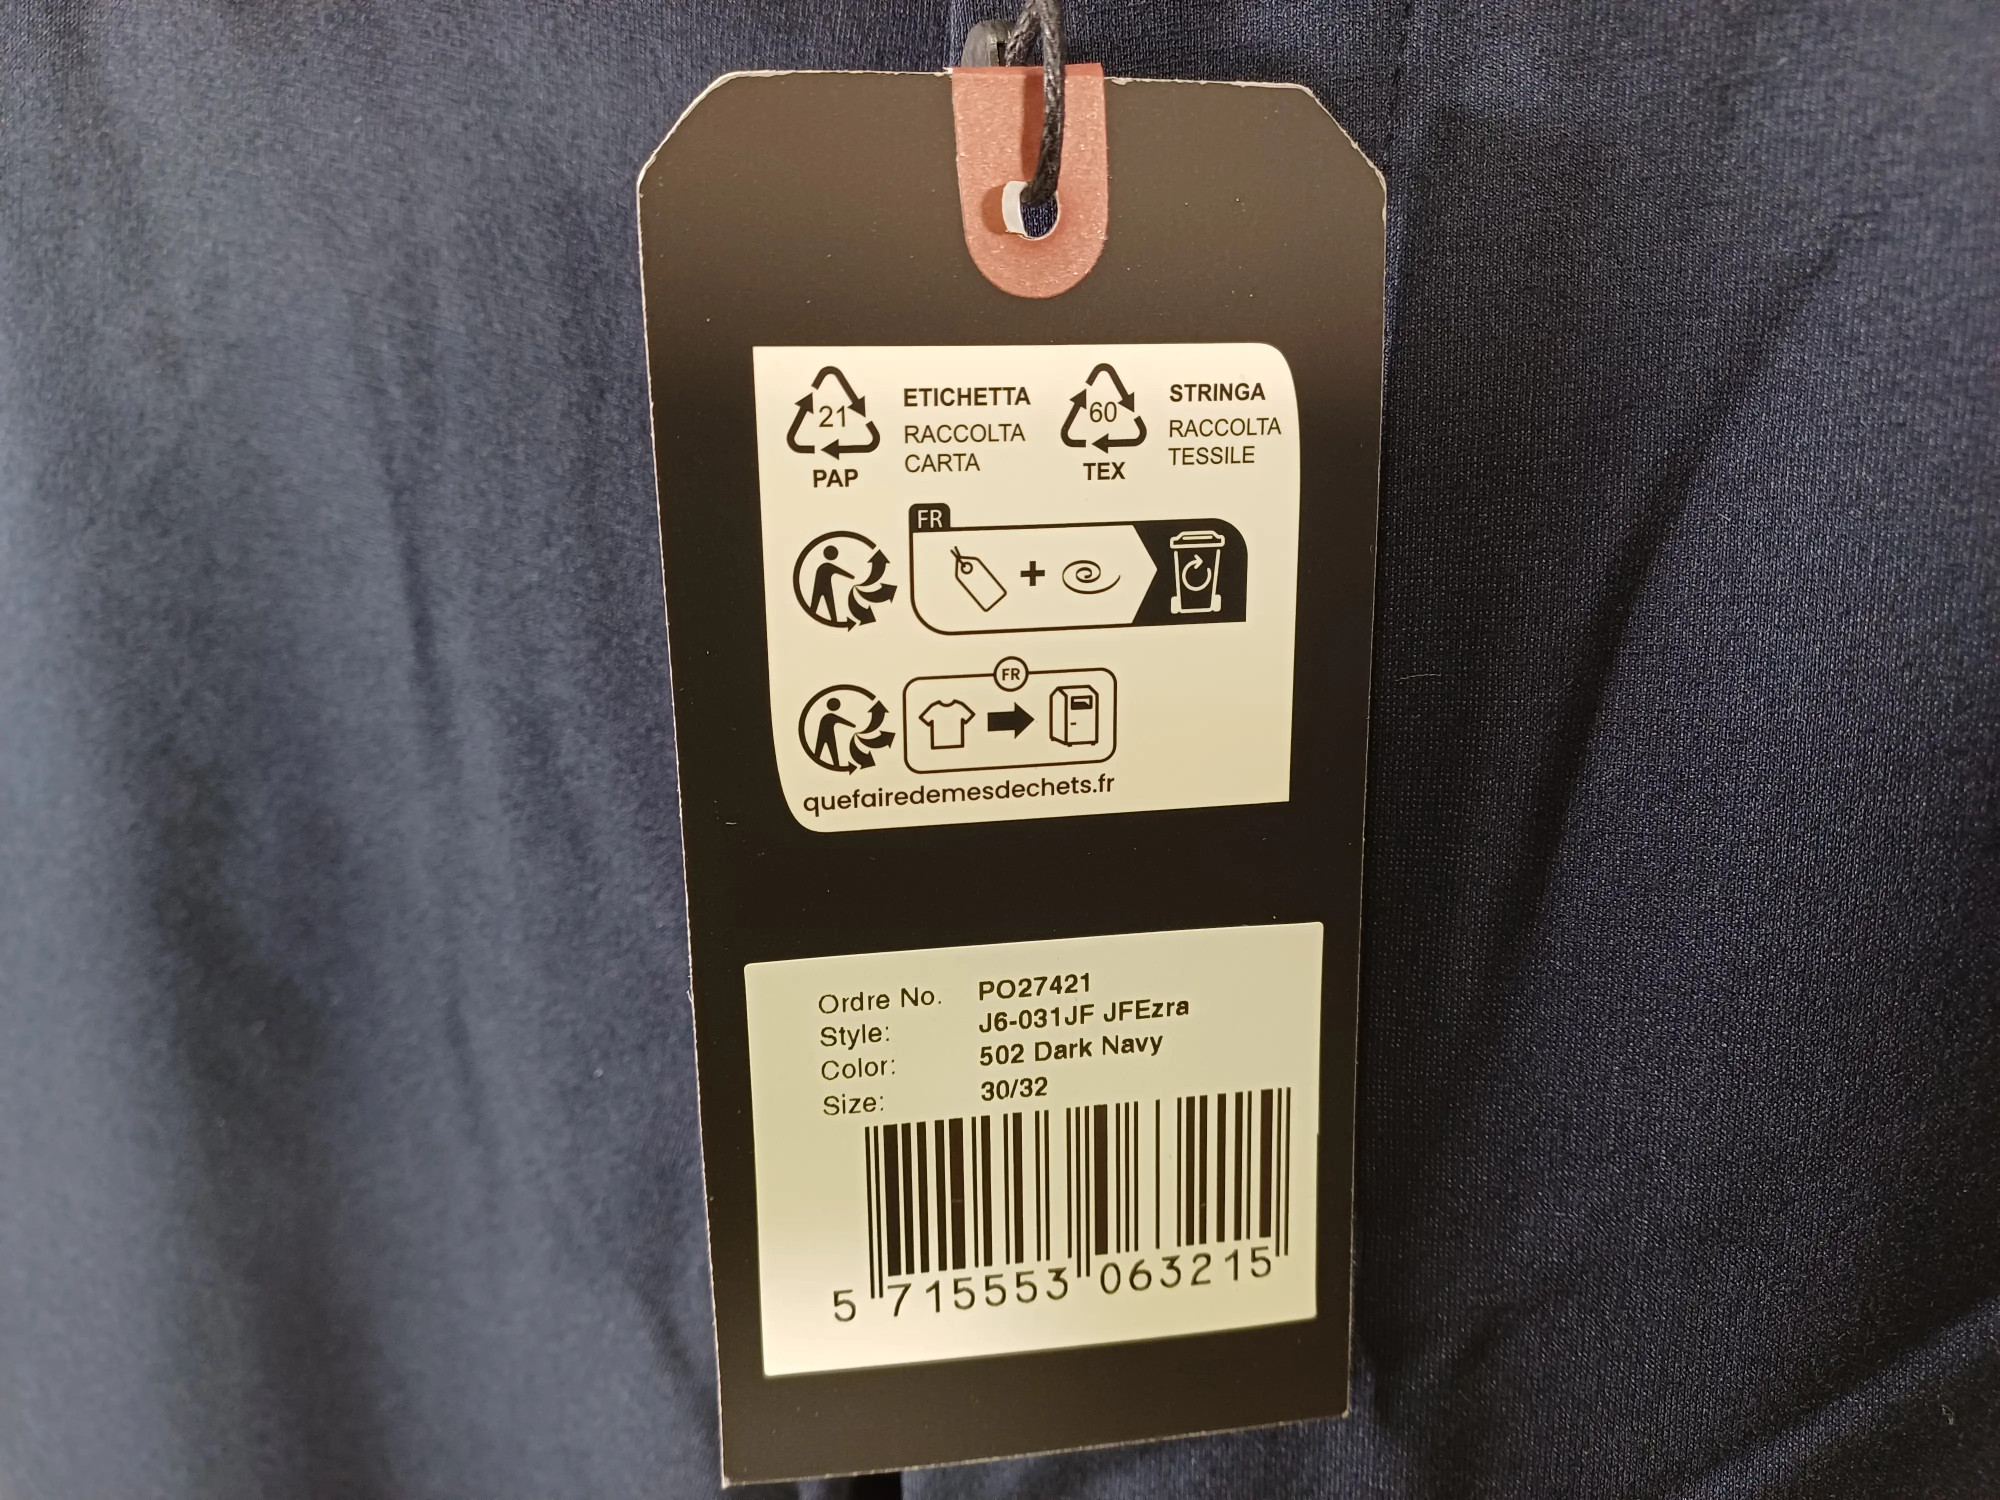 21
PAP
ETICHETTA
RACCOLTA
CARTA
60
TEX
STRINGA
RACCOLTA
TESSILE
FR
+
FR
quefairedemesdechets.fr
Ordre No. PO27421
Style: J6-031JF JFEzra
Color: 502 Dark Navy
Size: 30/32
5 715553 063215